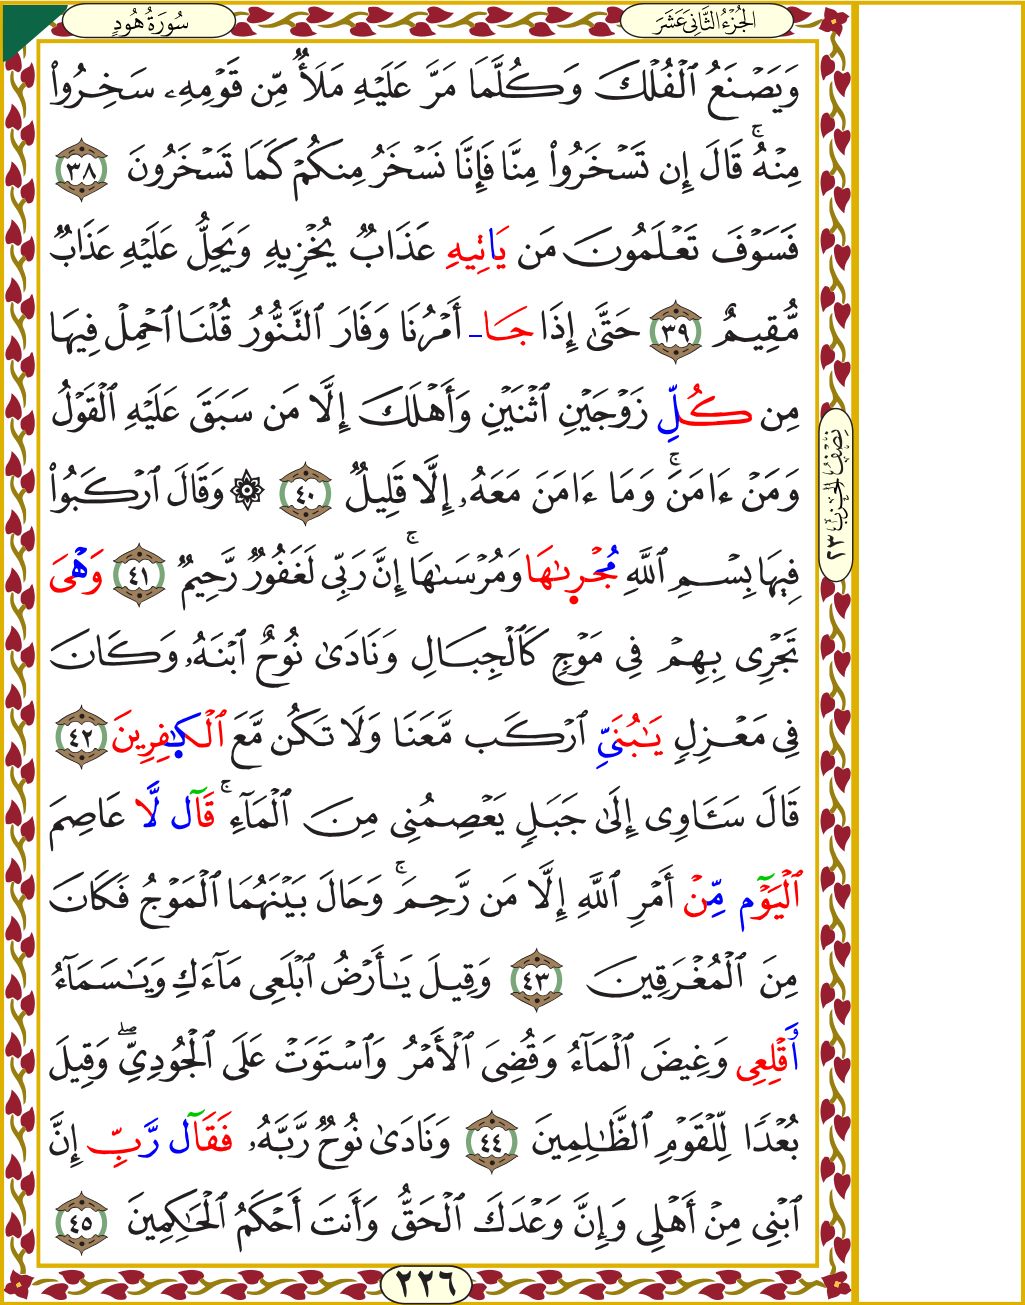 الجُزْءُ الثَّانِي عَشَرَ
سُورَةُ هُودٍ
وَيَصْنَعُ ٱلْفُلْكَ وَكُلَّمَا مَرَّ عَلَيْهِ مَلَأٌ مِّن قَوْمِهِۦ سَخِرُوا۟
مِنْهُ ۚ قَالَ إِن تَسْخَرُوا۟ مِنَّا فَإِنَّا نَسْخَرُ مِنكُمْ كَمَا تَسْخَرُونَ ٣٨
فَسَوْفَ تَعْلَمُونَ مَن يَاتِيهِ عَذَابٌ يُخْزِيهِ وَيَحِلُّ عَلَيْهِ عَذَابٌ
مُّقِيمٌ ٣٩ حَتَّىٰ إِذَا جَا أَمْرُنَا وَفَارَ ٱلتَّنُّورُ قُلْنَا ٱحْمِلْ فِيهَا
مِن كُلِّ زَوْجَيْنِ ٱثْنَيْنِ وَأَهْلَكَ إِلَّا مَن سَبَقَ عَلَيْهِ ٱلْقَوْلُ
وَمَنْ ءَامَنَ ۚ وَمَا ءَامَنَ مَعَهُۥ إِلَّا قَلِيلٌ ٤٠ ۞ وَقَالَ ٱرْكَبُوا۟
فِيهَا بِسْمِ ٱللَّهِ مُجْر۪ىٰهَا وَمُرْسَىٰهَا ۚ إِنَّ رَبِّى لَغَفُورٌ رَّحِيمٌ ٤١ وَهْىَ
تَجْرِى بِهِمْ فِى مَوْجٍ كَٱلْجِبَالِ وَنَادَىٰ نُوحٌ ٱبْنَهُۥ وَكَانَ
فِى مَعْزِلٍ يَـٰبُنَىِّ ٱرْكَب مَّعَنَا وَلَا تَكُن مَّعَ ٱلْكَـٰفِرِينَ ٤٢
قَالَ سَـَٔاوِى إِلَىٰ جَبَلٍ يَعْصِمُنِى مِنَ ٱلْمَآءِ ۚ قَآل لَّا عَاصِمَ
ٱلْيَوْٓم مِّنْ أَمْرِ ٱللَّهِ إِلَّا مَن رَّحِمَ ۚ وَحَالَ بَيْنَهُمَا ٱلْمَوْجُ فَكَانَ
مِنَ ٱلْمُغْرَقِينَ ٤٣ وَقِيلَ يَـٰٓأَرْضُ ٱبْلَعِى مَآءَكِ وَيَـٰسَمَآءُ
وَ۬قْلِعِى وَغِيضَ ٱلْمَآءُ وَقُضِىَ ٱلْأَمْرُ وَٱسْتَوَتْ عَلَى ٱلْجُودِىِّ ۖ وَقِيلَ
بُعْدًا لِّلْقَوْمِ ٱلظَّـٰلِمِينَ ٤٤ وَنَادَىٰ نُوحٌ رَّبَّهُۥ فَقَآل رَّبِّ إِنَّ
ٱبْنِى مِنْ أَهْلِى وَإِنَّ وَعْدَكَ ٱلْحَقُّ وَأَنتَ أَحْكَمُ ٱلْحَـٰكِمِينَ ٤٥
نِصْفُ الحِزْب ٢٣
٢٢٦